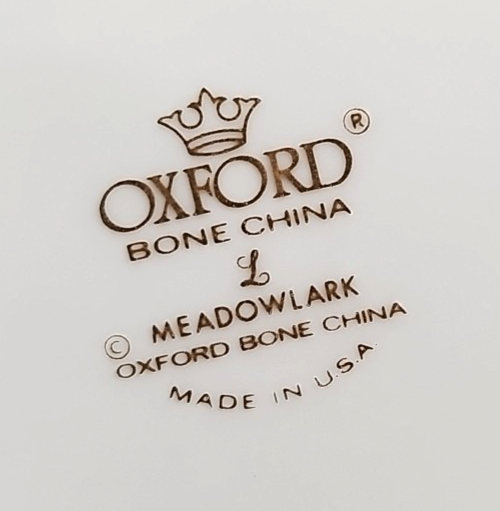 OXFORD ®
BONE CHINA
L
© MEADOWLARK
OXFORD BONE CHINA
MADE IN U.S.A.